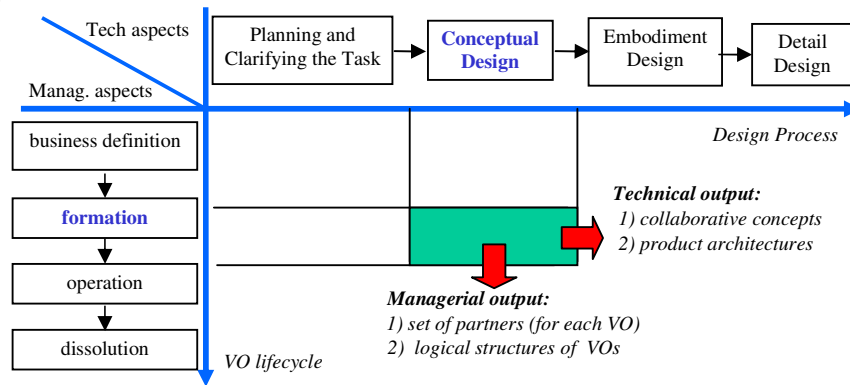 Tech aspects
Manag. aspects
Planning and
Clarifying the Task
Conceptual
Design
Embodiment
Design
Detail
Design
Design Process
business definition
formation
operation
dissolution
VO lifecycle
Technical output:
1) collaborative concepts
2) product architectures
Managerial output:
1) set of partners (for each VO)
2) logical structures of VOs